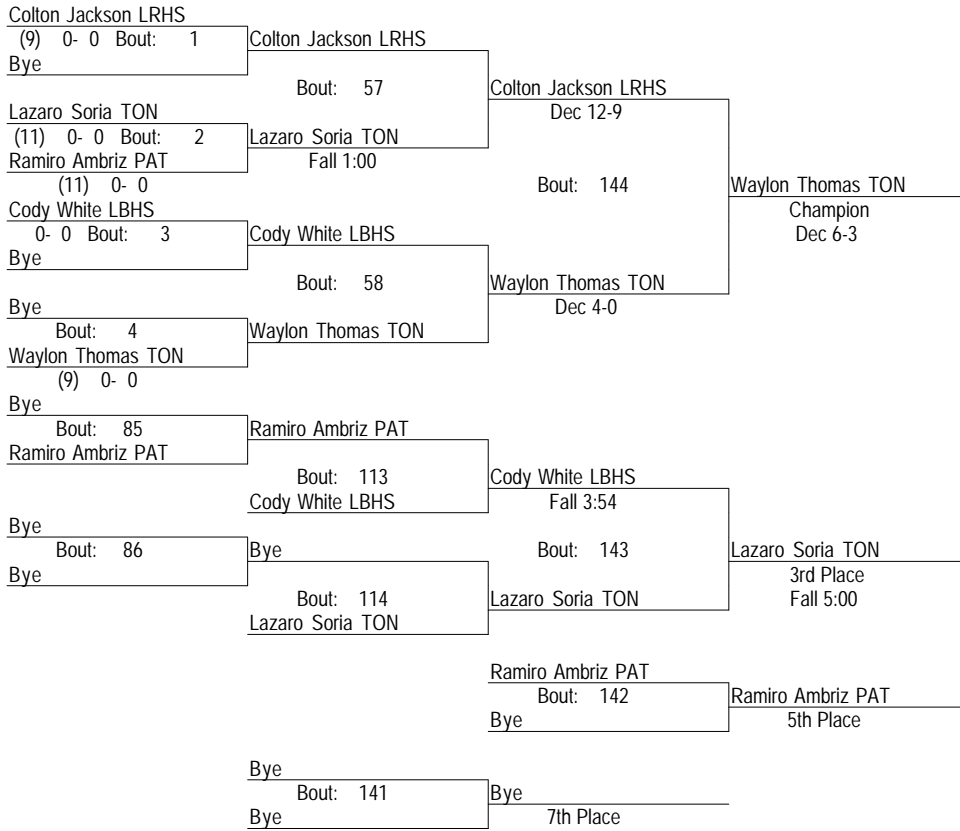 Colton Jackson LRHS
(9) 0- 0 Bout: 1 Colton Jackson LRHS
Bye
Bout: 57 Colton Jackson LRHS
Lazaro Soria TON Dec 12-9
(11) 0- 0 Bout: 2 Lazaro Soria TON
Ramiro Ambriz PAT Fall 1:00
(11) 0- 0 Bout: 144 Waylon Thomas TON
Cody White LBHS Champion
0- 0 Bout: 3 Cody White LBHS Dec 6-3
Bye
Bout: 58 Waylon Thomas TON
Bye Dec 4-0
Bout: 4 Waylon Thomas TON
Waylon Thomas TON
(9) 0- 0
Bye
Bout: 85 Ramiro Ambriz PAT
Ramiro Ambriz PAT
Bout: 113 Cody White LBHS
Cody White LBHS Fall 3:54
Bye
Bout: 86 Bye Bout: 143 Lazaro Soria TON
Bye 3rd Place
Bout: 114 Lazaro Soria TON Fall 5:00
Lazaro Soria TON
Ramiro Ambriz PAT
Bout: 142 Ramiro Ambriz PAT
Bye 5th Place
Bye
Bout: 141 Bye
Bye 7th Place